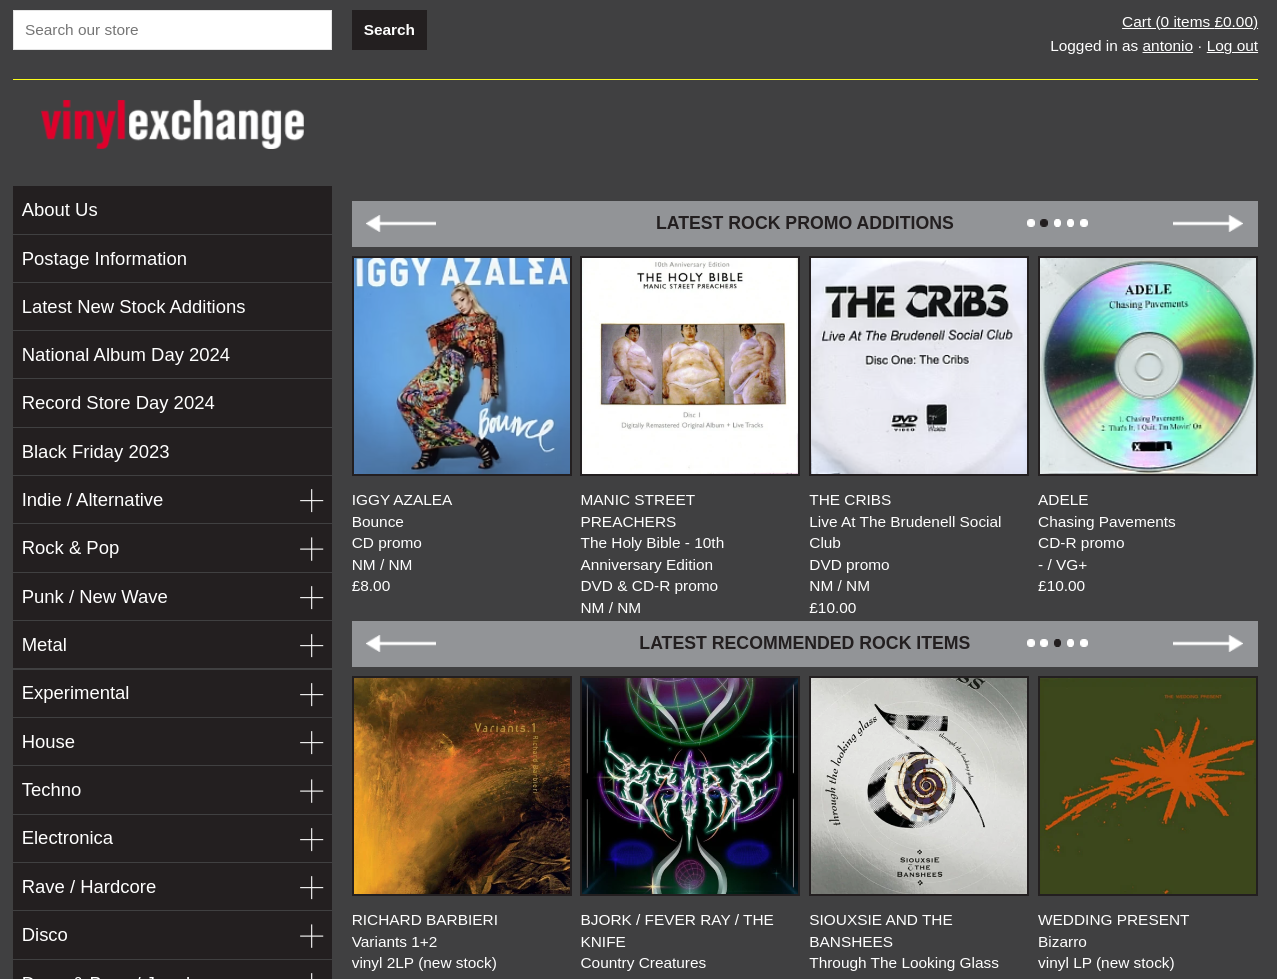 Search our store
Search
Cart (0 items £0.00)
Logged in as antonio · Log out
vinylexchange
About Us
Postage Information
Latest New Stock Additions
National Album Day 2024
Record Store Day 2024
Black Friday 2023
Indie / Alternative
Rock & Pop
Punk / New Wave
Metal
Experimental
House
Techno
Electronica
Rave / Hardcore
Disco
LATEST ROCK PROMO ADDITIONS
IGGY AZALEA
Bounce
10th Anniversary Edition
THE HOLY BIBLE
MANIC STREET PREACHERS
Disc 1
Digitally Remastered Original Album + Live Tracks
THE CRIBS
Live At The Brudenell Social Club
Disc One: The Cribs
DVD
VIDEO
ADELE
Chasing Pavements
1. Chasing Pavements
2. That's It, I Quit, I'm Movin' On
IGGY AZALEA
Bounce
CD promo
NM / NM
£8.00
MANIC STREET
PREACHERS
The Holy Bible - 10th
Anniversary Edition
DVD & CD-R promo
NM / NM
THE CRIBS
Live At The Brudenell Social
Club
DVD promo
NM / NM
£10.00
ADELE
Chasing Pavements
CD-R promo
- / VG+
£10.00
LATEST RECOMMENDED ROCK ITEMS
Variants.1
Richard Barbieri
through the looking glass
through the looking glass
SIOUXSIE
& THE
BANSHEES
THE WEDDING PRESENT
RICHARD BARBIERI
Variants 1+2
vinyl 2LP (new stock)
BJORK / FEVER RAY / THE
KNIFE
Country Creatures
SIOUXSIE AND THE
BANSHEES
Through The Looking Glass
WEDDING PRESENT
Bizarro
vinyl LP (new stock)